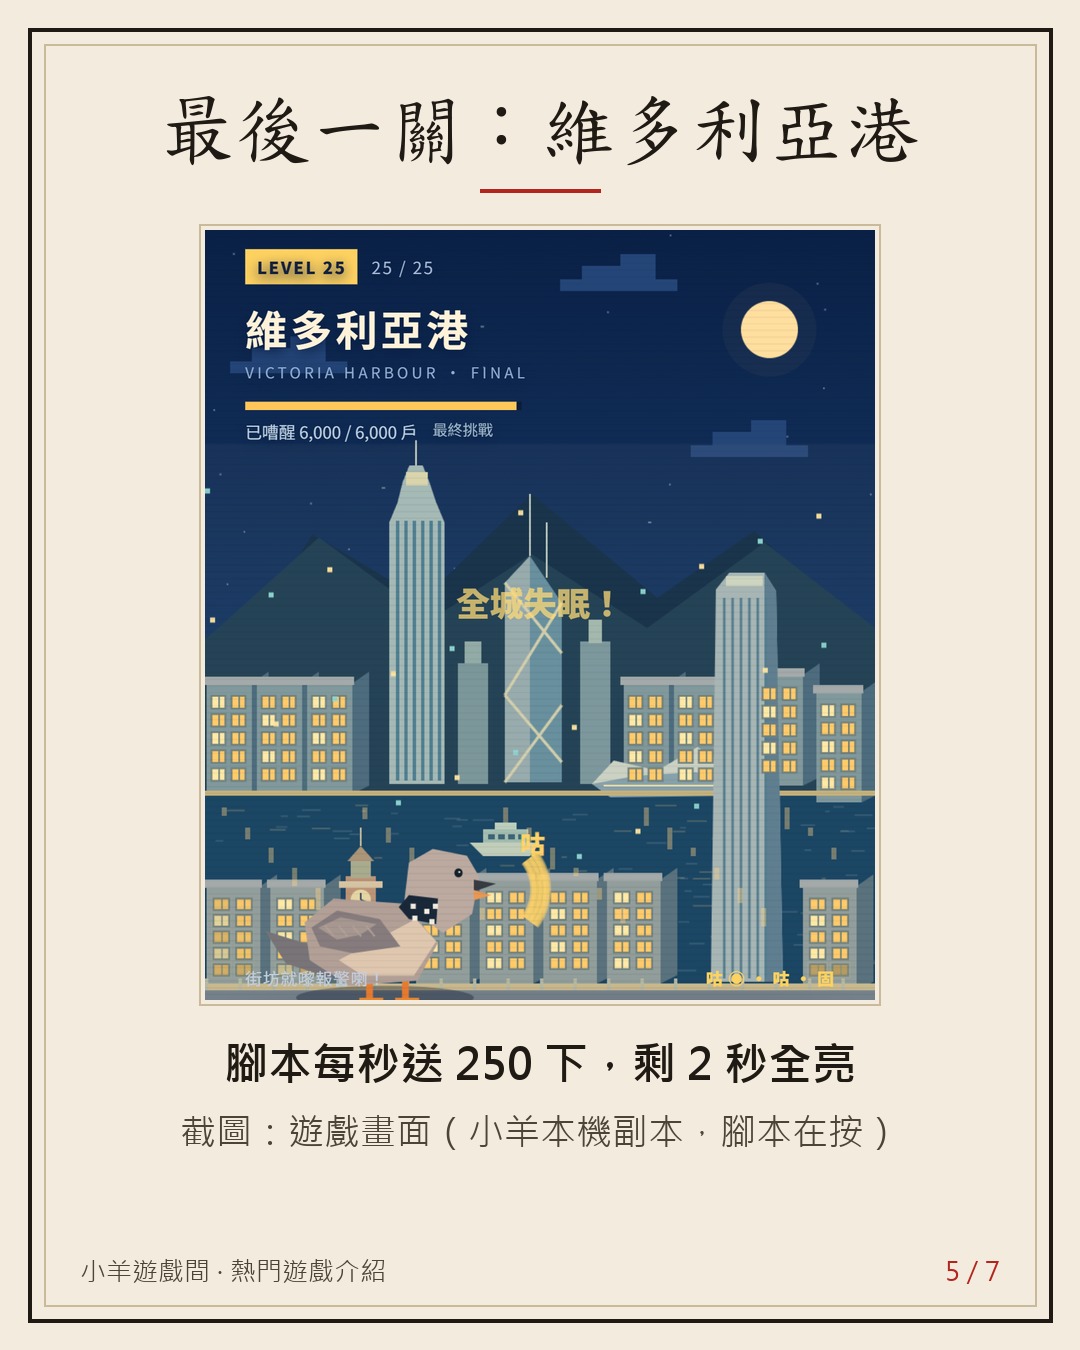 最後一關：維多利亞港
LEVEL 25 25 / 25
維多利亞港
VICTORIA HARBOUR • FINAL
已嘈醒 6,000 / 6,000 戶 最終挑戰
全城失眠！
咕
街坊就嚟報警喇！
咕◉・咕・固
腳本每秒送 250 下，剩 2 秒全亮
截圖：遊戲畫面（小羊本機副本，腳本在按）
小羊遊戲間 · 熱門遊戲介紹
5 / 7